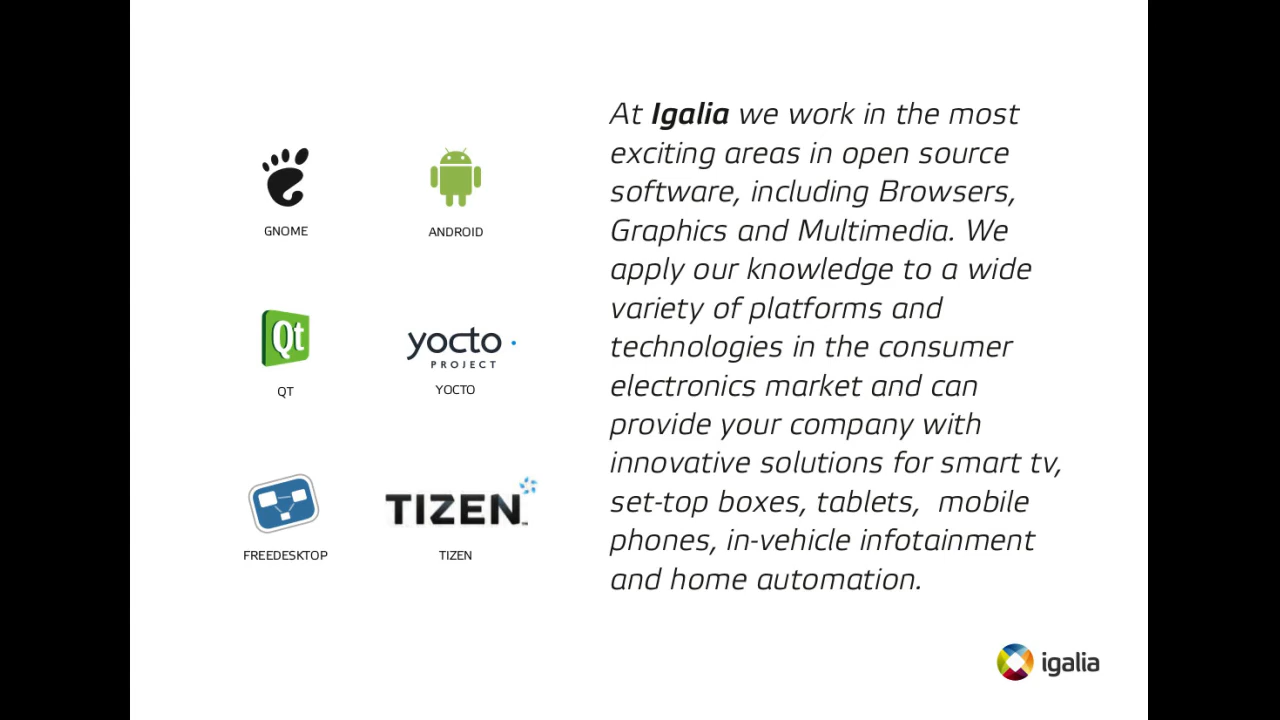 GNOME
ANDROID
Qt
QT
yocto
PROJECT
YOCTO
FREEDESKTOP
TIZEN™
TIZEN
At Igalia we work in the most
exciting areas in open source
software, including Browsers,
Graphics and Multimedia. We
apply our knowledge to a wide
variety of platforms and
technologies in the consumer
electronics market and can
provide your company with
innovative solutions for smart tv,
set-top boxes, tablets,  mobile
phones, in-vehicle infotainment
and home automation.
igalia